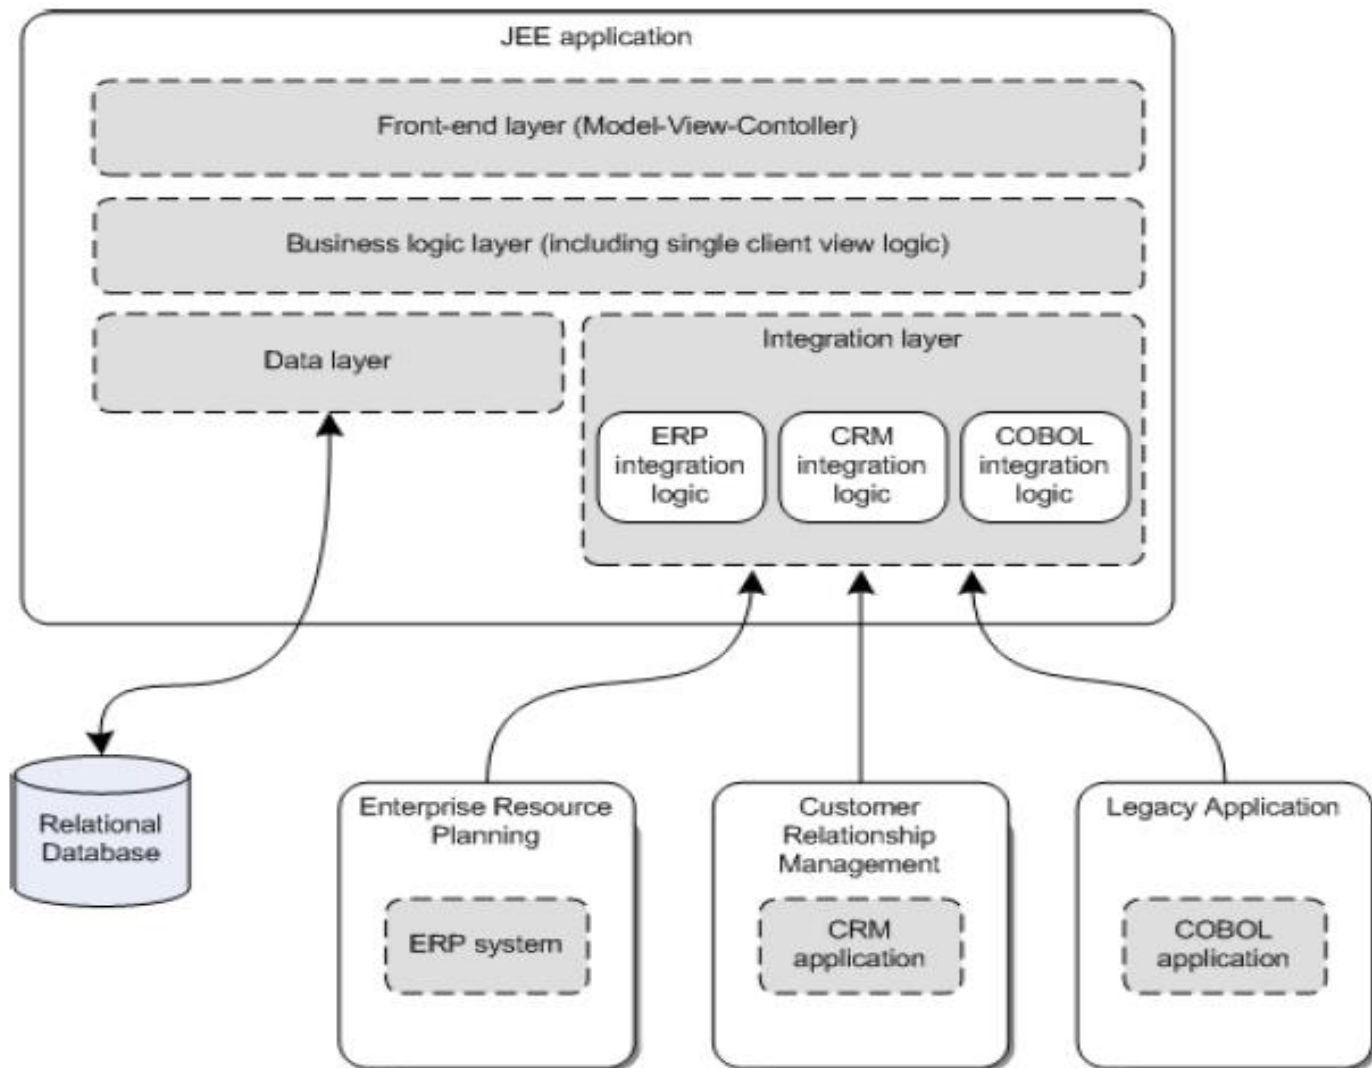 JEE application
Front-end layer (Model-View-Contoller)
Business logic layer (including single client view logic)
Data layer
Integration layer
ERP
integration
logic
CRM
integration
logic
COBOL
integration
logic
Relational
Database
Enterprise Resource
Planning
ERP system
Customer
Relationship
Management
CRM
application
Legacy Application
COBOL
application